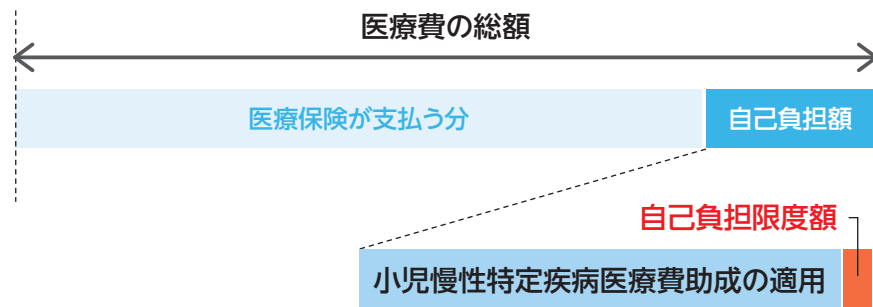 医療費の総額
医療保険が支払う分
自己負担額
自己負担限度額
小児慢性特定疾病医療費助成の適用